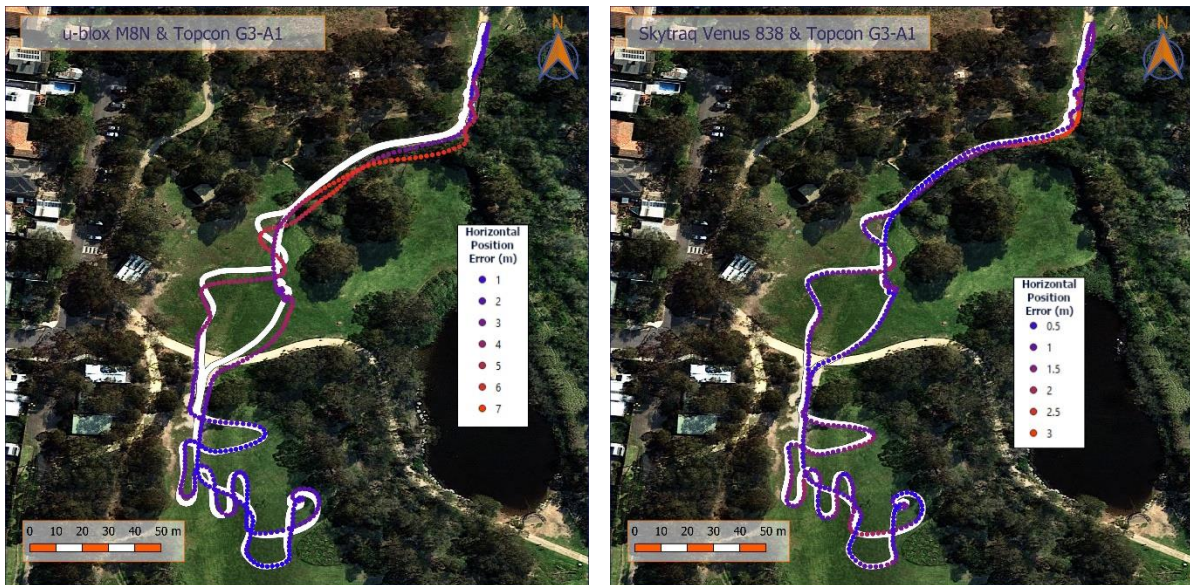 u-blox M8N & Topcon G3-A1
N
Horizontal
Position
Error (m)
1
2
3
4
5
6
7
0 10 20 30 40 50 m
Skytraq Venus 838 & Topcon G3-A1
N
Horizontal
Position
Error (m)
0.5
1
1.5
2
2.5
3
0 10 20 30 40 50 m